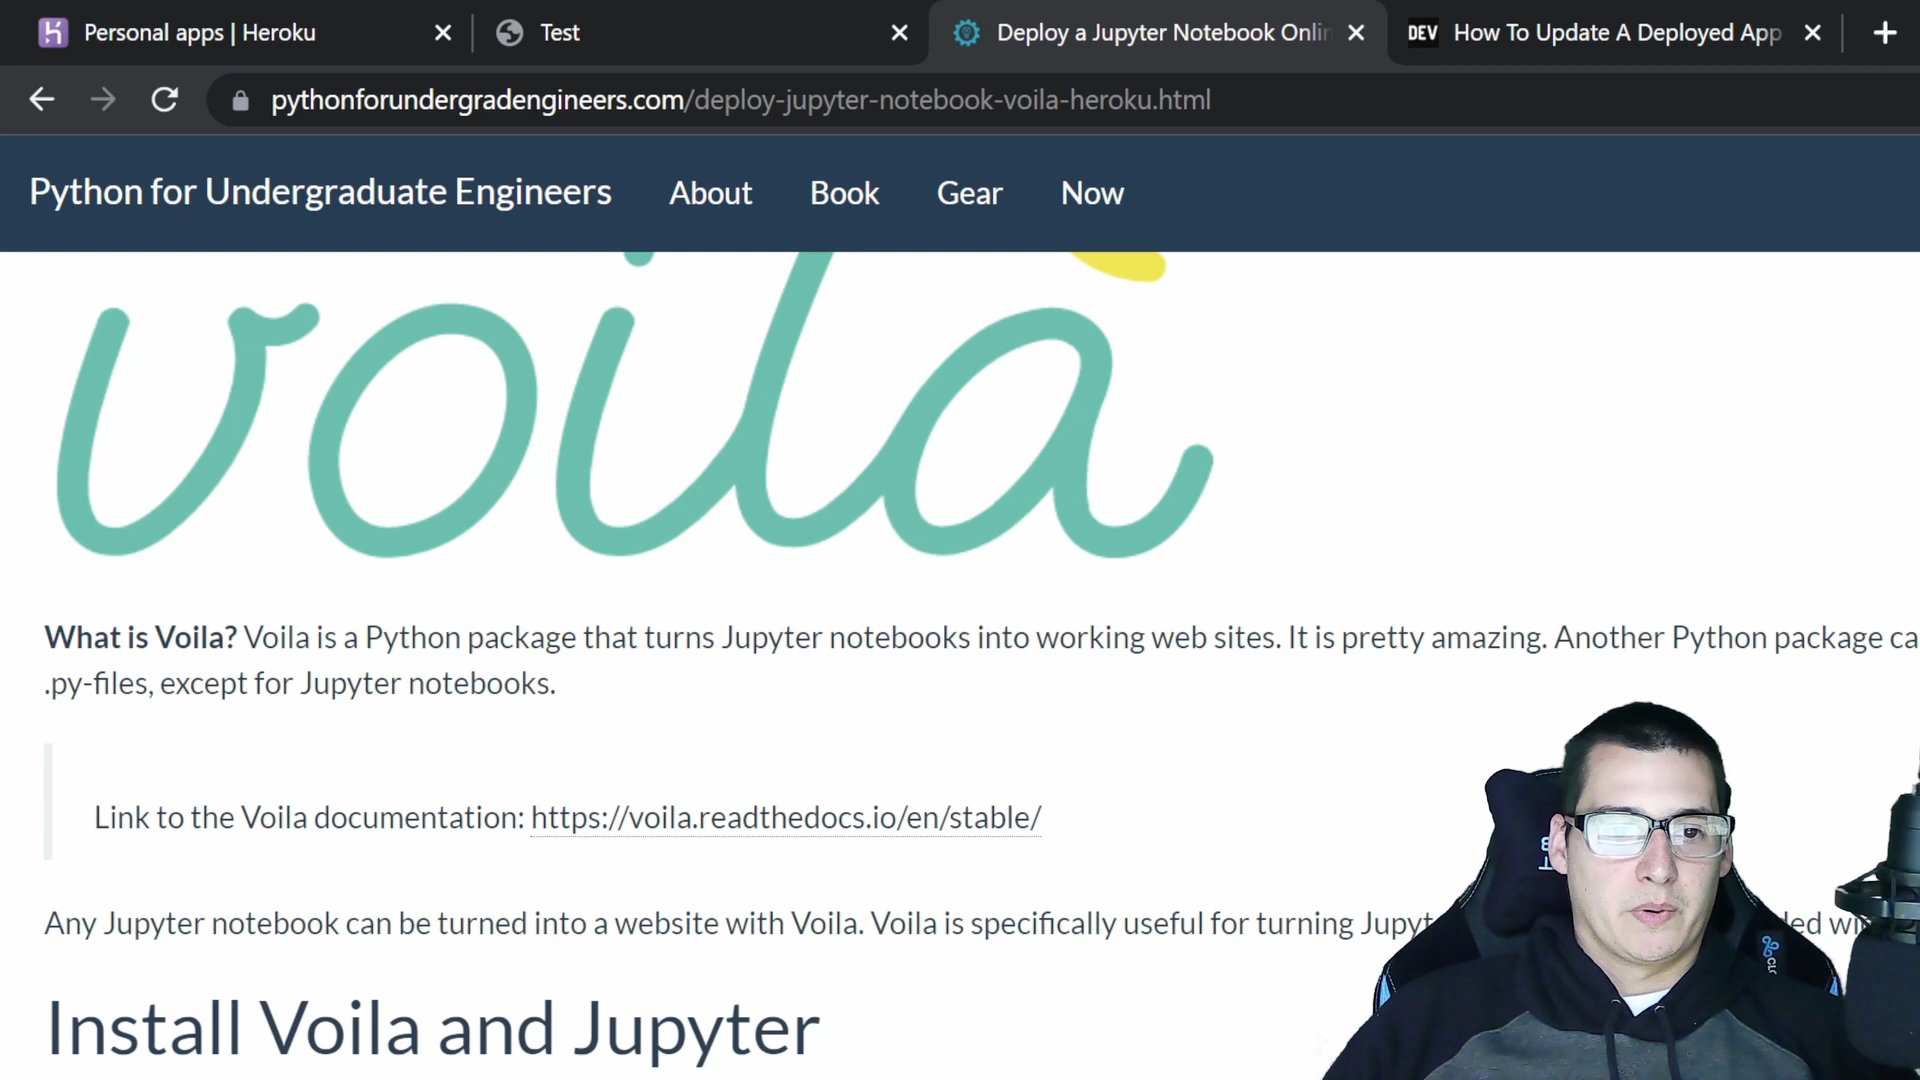 Personal apps | Heroku
Test
Deploy a Jupyter Notebook Onlin
DEV How To Update A Deployed App
pythonforundergradengineers.com/deploy-jupyter-notebook-voila-heroku.html
Python for Undergraduate Engineers About Book Gear Now
voilà
What is Voila? Voila is a Python package that turns Jupyter notebooks into working web sites. It is pretty amazing. Another Python package ca
.py-files, except for Jupyter notebooks.
Link to the Voila documentation: https://voila.readthedocs.io/en/stable/
Any Jupyter notebook can be turned into a website with Voila. Voila is specifically useful for turning Jupyt
Install Voila and Jupyter